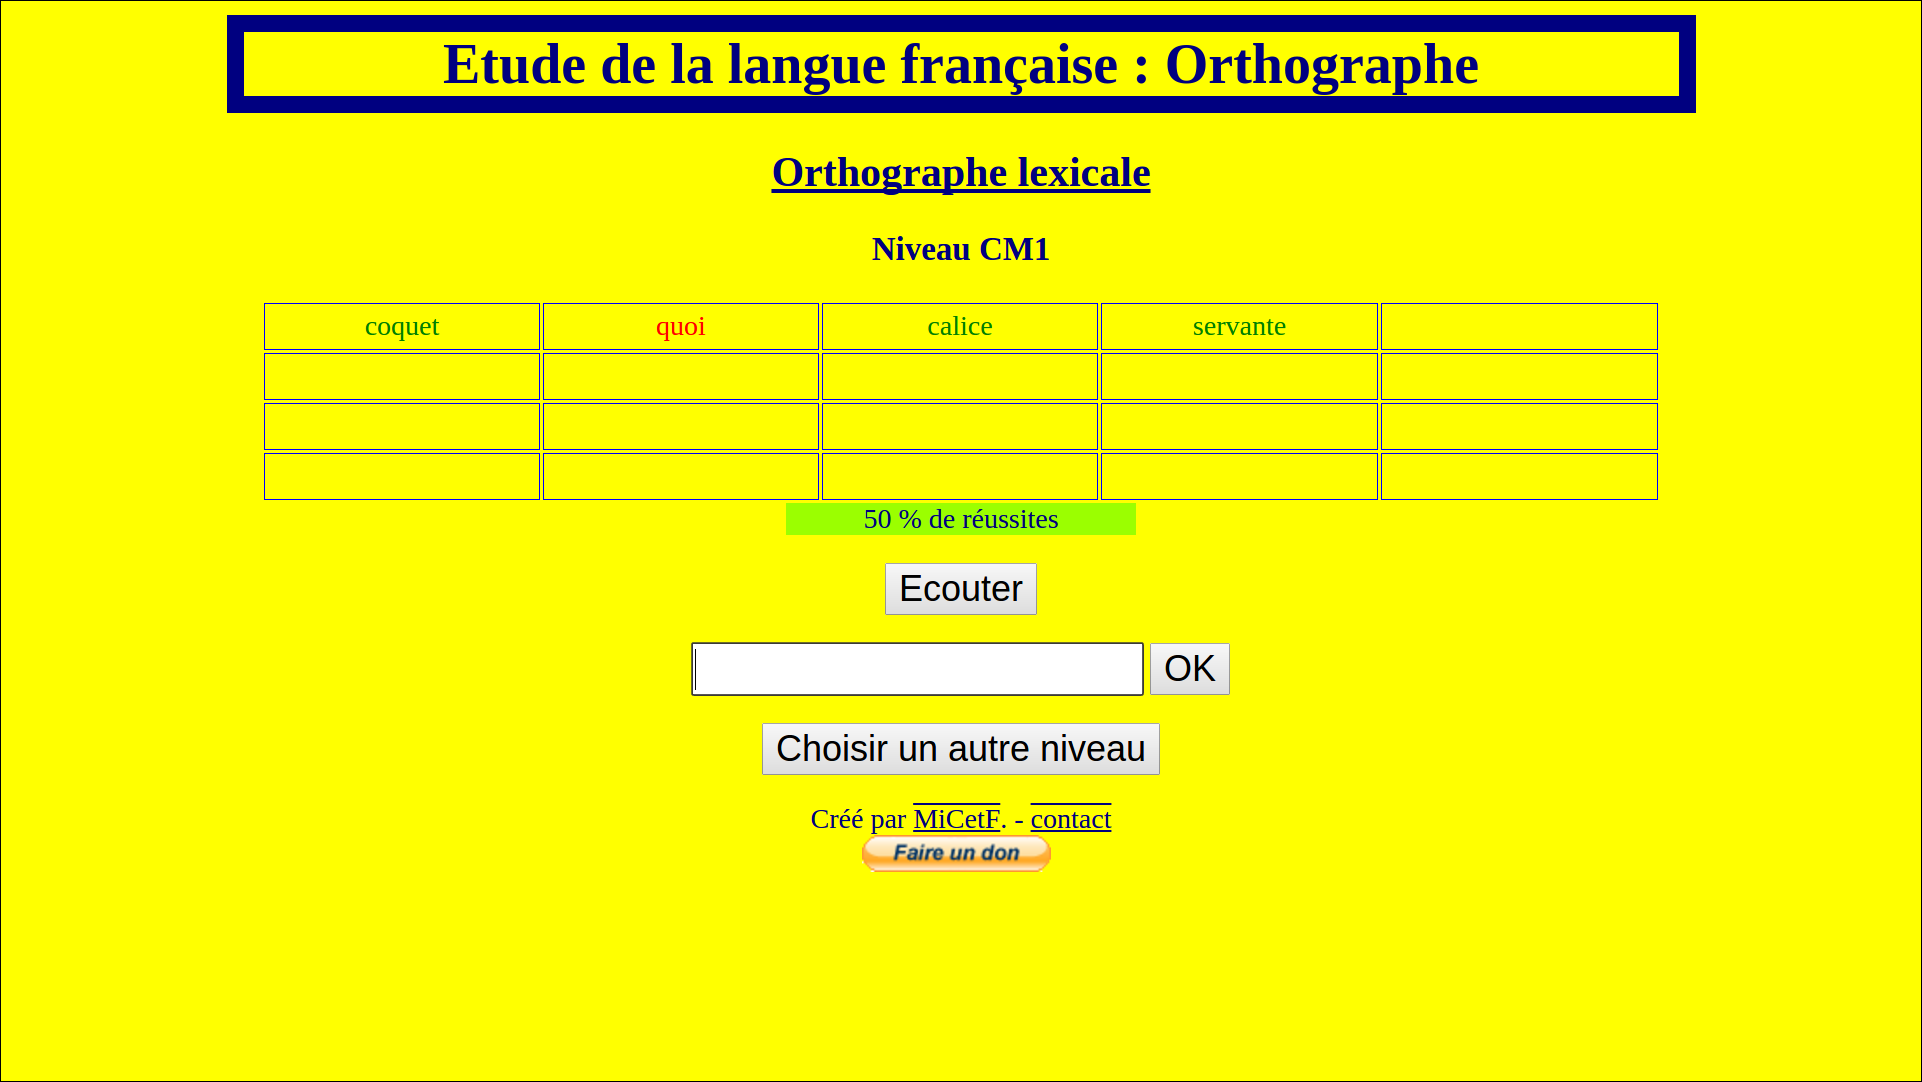 Etude de la langue française : Orthographe
Orthographe lexicale
Niveau CM1
coquet quoi calice servante
50 % de réussites
Ecouter
OK
Choisir un autre niveau
Créé par MiCetF. - contact
Faire un don